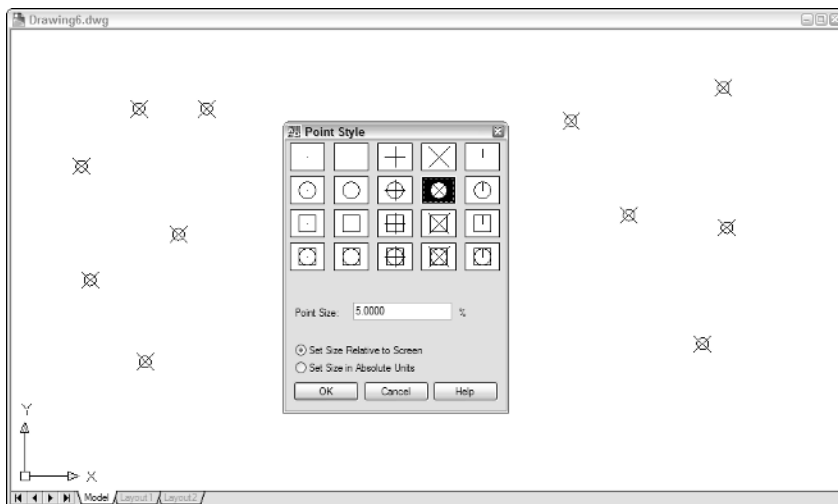 Drawing6.dwg
Point Style
Point Size: 5.0000 %
Set Size Relative to Screen
Set Size in Absolute Units
OK Cancel Help
Y
X
Model Layout1 Layout2